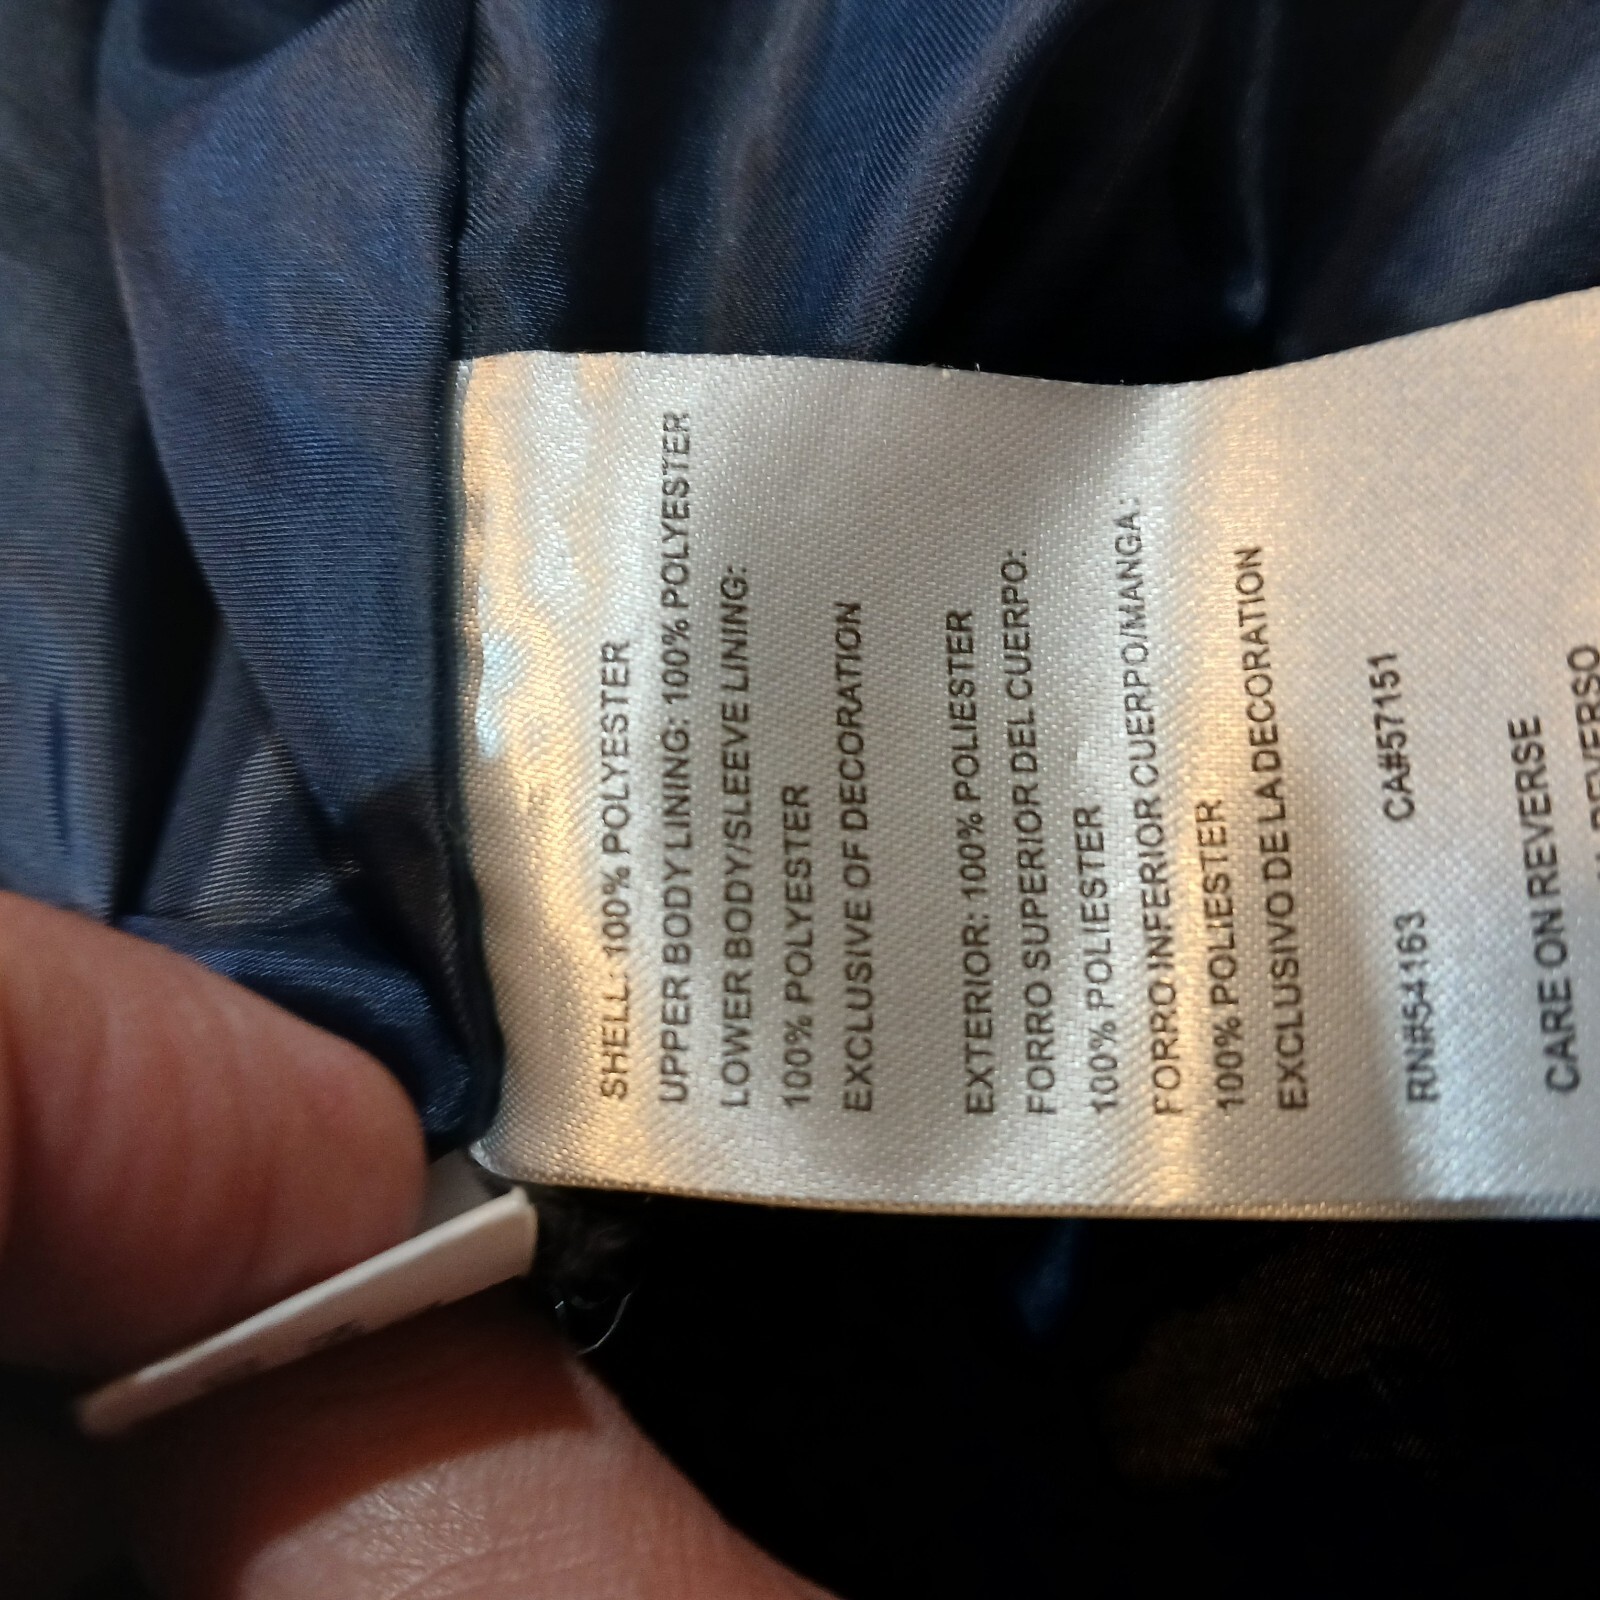 SHELL: 100% POLYESTER
UPPER BODY LINING: 100% POLYESTER
LOWER BODY/SLEEVE LINING:
100% POLYESTER
EXCLUSIVE OF DECORATION
EXTERIOR: 100% POLIESTER
FORRO SUPERIOR DEL CUERPO:
100% POLIESTER
FORRO INFERIOR CUERPO/MANGA:
100% POLIESTER
EXCLUSIVO DE LA DECORATION
RN#54163 CA#57151
CARE ON REVERSE
REVERSO